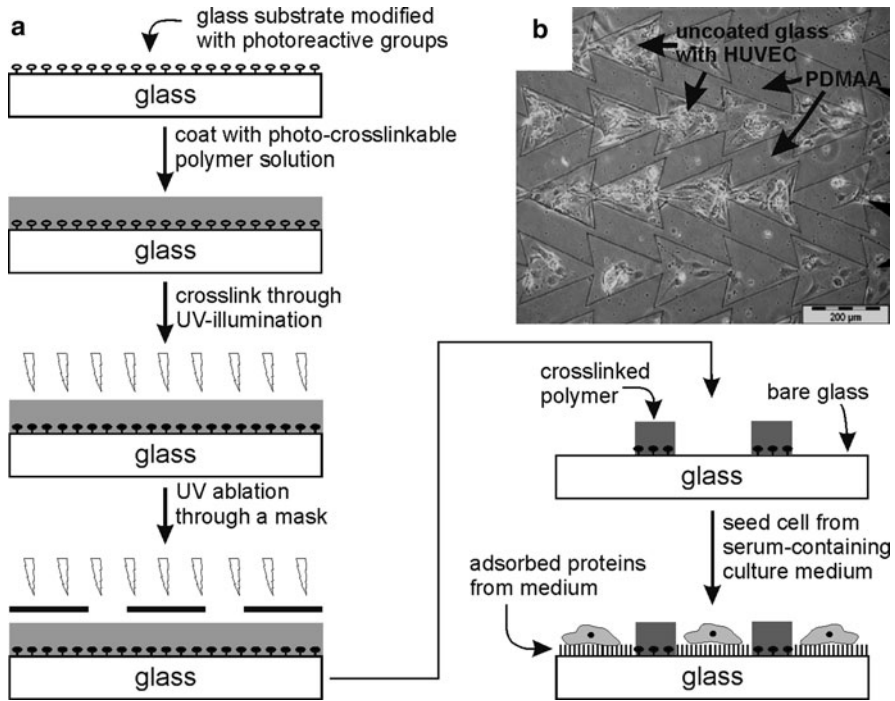 a
glass substrate modified
with photoreactive groups
glass
coat with photo-crosslinkable
polymer solution
glass
crosslink through
UV-illumination
glass
UV ablation
through a mask
glass
b
uncoated glass
with HUVEC
PDMAA
200 µm
crosslinked
polymer
bare glass
glass
seed cell from
serum-containing
culture medium
adsorbed proteins
from medium
glass